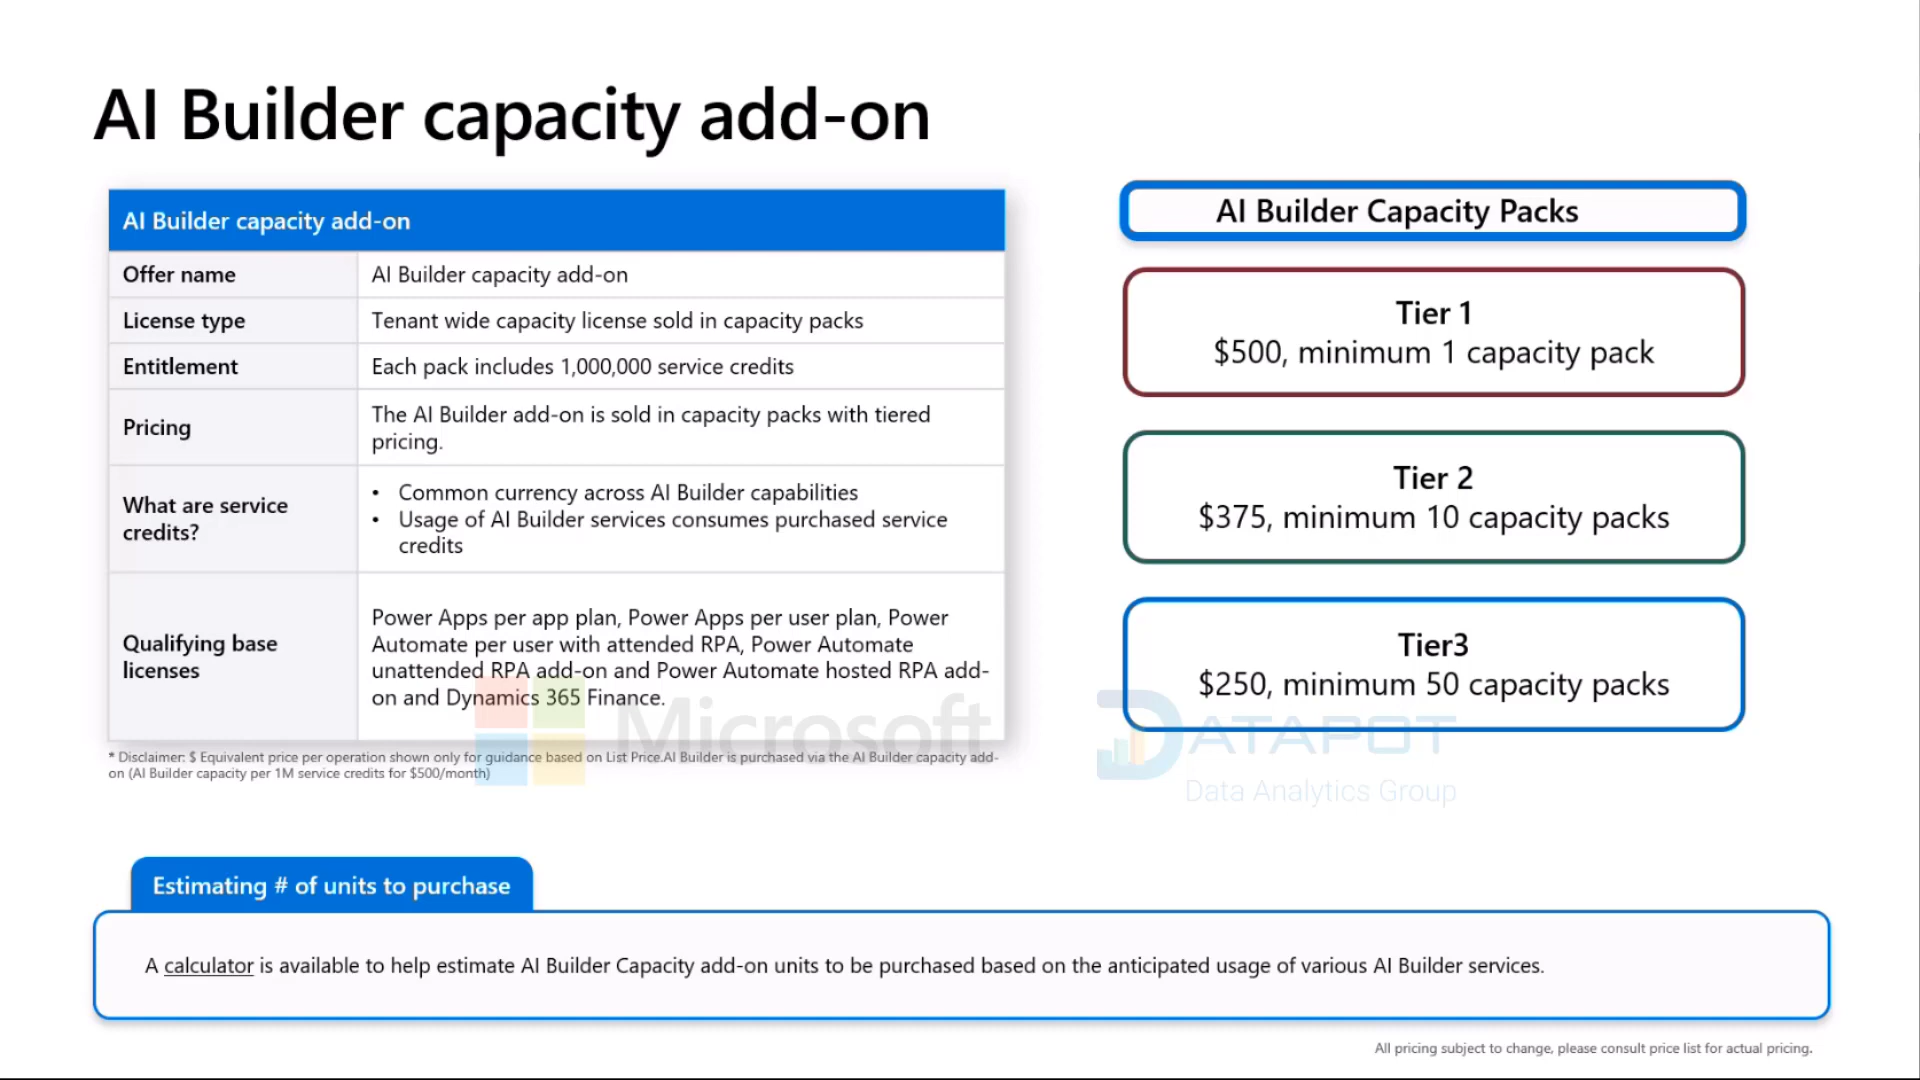 AI Builder capacity add-on
AI Builder capacity add-on
Offer name
AI Builder capacity add-on
License type
Tenant wide capacity license sold in capacity packs
Entitlement
Each pack includes 1,000,000 service credits
Pricing
The AI Builder add-on is sold in capacity packs with tiered
pricing.
What are service
credits?
• Common currency across AI Builder capabilities
• Usage of AI Builder services consumes purchased service
credits
Qualifying base
licenses
Power Apps per app plan, Power Apps per user plan, Power
Automate per user with attended RPA, Power Automate
unattended RPA add-on and Power Automate hosted RPA add-
on and Dynamics 365 Finance.
Microsoft
* Disclaimer: $ Equivalent price per operation shown only for guidance based on List Price.AI Builder is purchased via the AI Builder capacity add-
on (AI Builder capacity per 1M service credits for $500/month)
AI Builder Capacity Packs
Tier 1
$500, minimum 1 capacity pack
Tier 2
$375, minimum 10 capacity packs
Tier3
$250, minimum 50 capacity packs
DATAPOT
Data Analytics Group
Estimating # of units to purchase
A calculator is available to help estimate AI Builder Capacity add-on units to be purchased based on the anticipated usage of various AI Builder services.
All pricing subject to change, please consult price list for actual pricing.